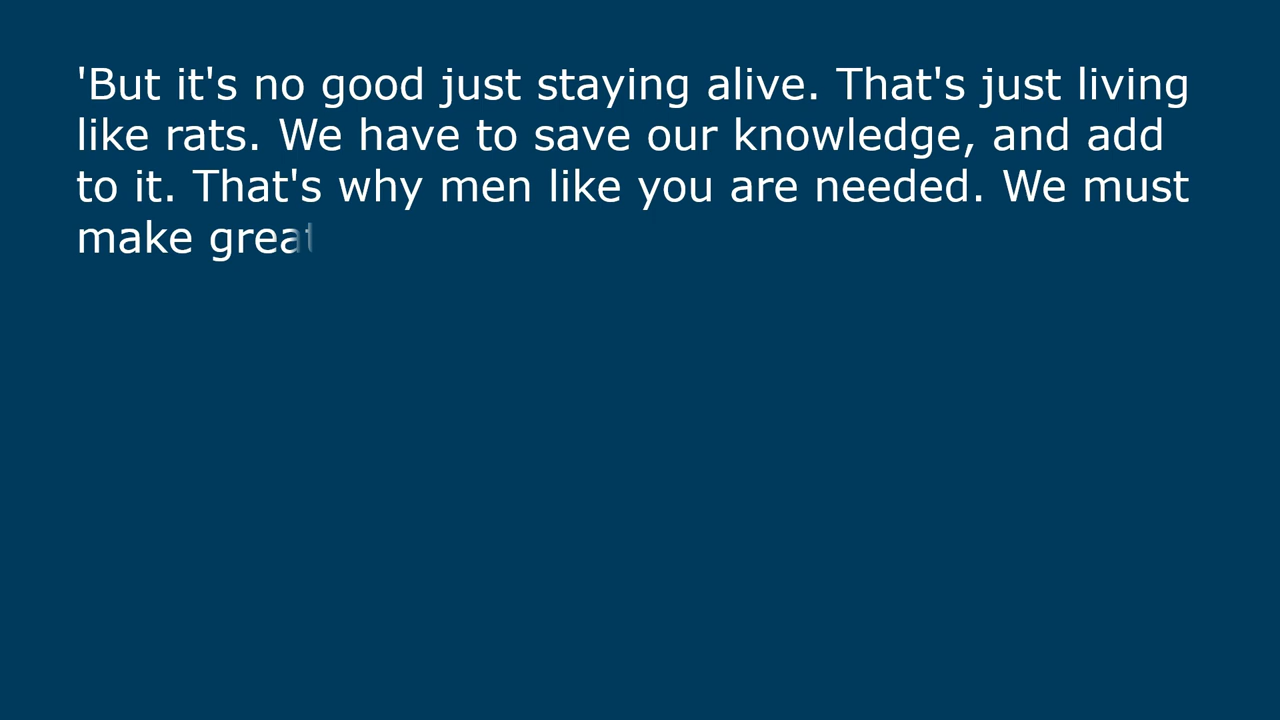 'But it's no good just staying alive. That's just living
like rats. We have to save our knowledge, and add
to it. That's why men like you are needed. We must
make great